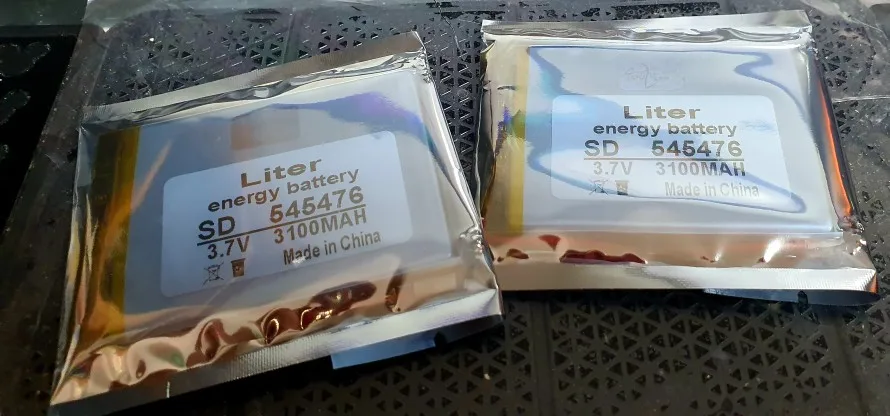 Liter
energy battery
SD 545476
3.7V 3100MAH
Made in China
Liter
energy battery
SD 545476
3.7V 3100MAH
Made in China